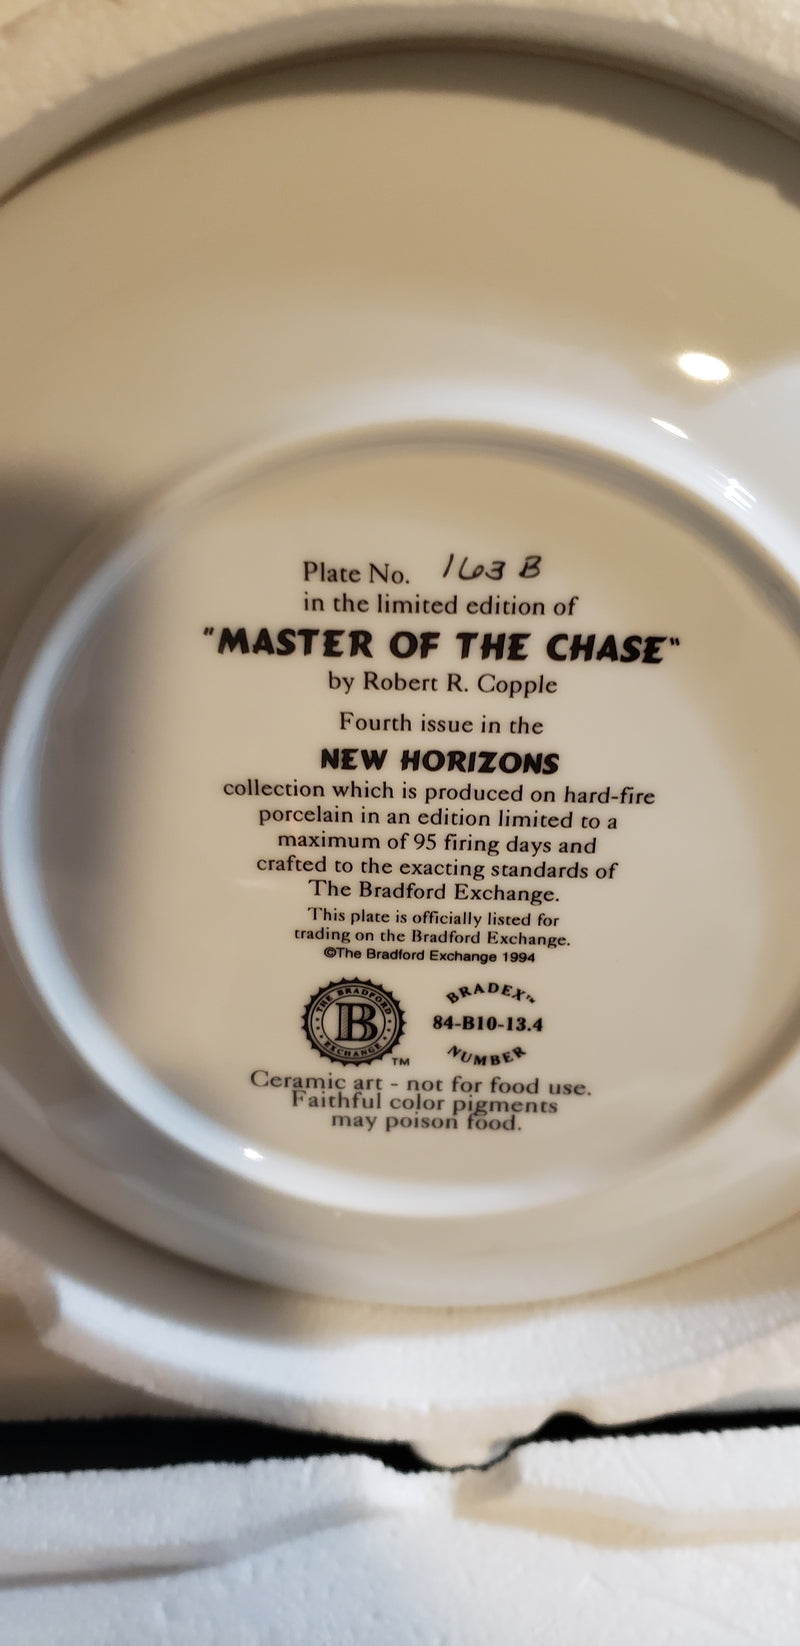 Plate No. 163 B
in the limited edition of
"MASTER OF THE CHASE"
by Robert R. Copple
Fourth issue in the
NEW HORIZONS
collection which is produced on hard-fire
porcelain in an edition limited to a
maximum of 95 firing days and
crafted to the exacting standards of
The Bradford Exchange.
This plate is officially listed for
trading on the Bradford Exchange.
©The Bradford Exchange 1994
THE BRADFORD
B
EXCHANGE
™
BRADEX™
84-B10-13.4
NUMBER
Ceramic art - not for food use.
Faithful color pigments
may poison food.